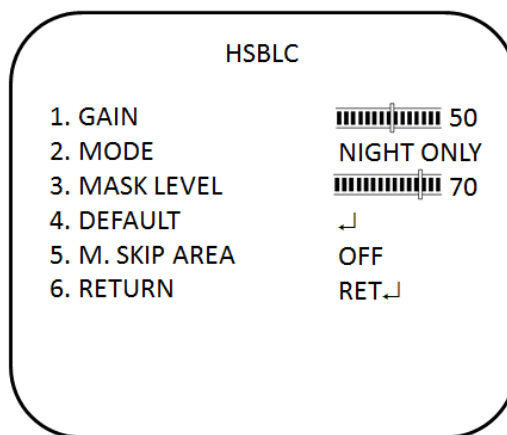 HSBLC
1. GAIN 50
2. MODE NIGHT ONLY
3. MASK LEVEL 70
4. DEFAULT ↲
5. M. SKIP AREA OFF
6. RETURN RET↲